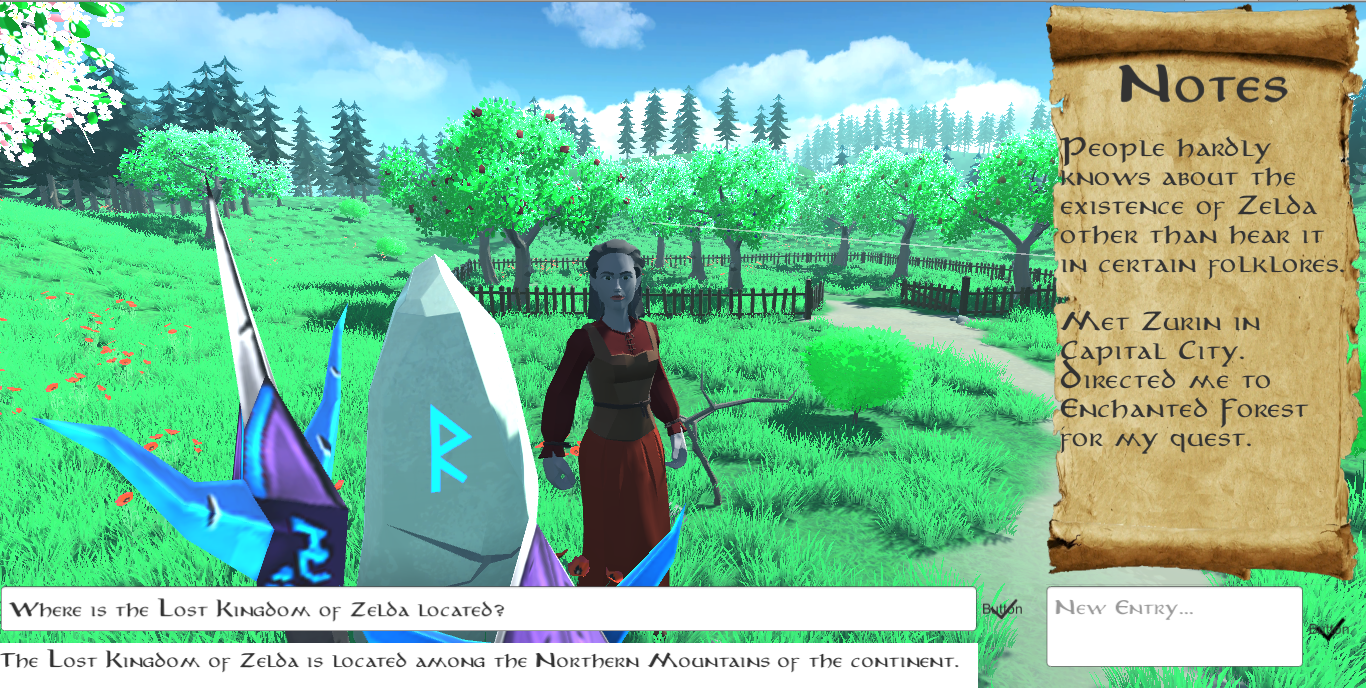 Notes
People hardly
knows about the
existence of Zelda
other than hear it
in certain folklores.
Met Zurin in
Capital City.
Directed me to
Enchanted Forest
for my quest.
ᚱ
Where is the Lost Kingdom of Zelda located?
Button
New Entry...
Button
The Lost Kingdom of Zelda is located among the Northern Mountains of the continent.